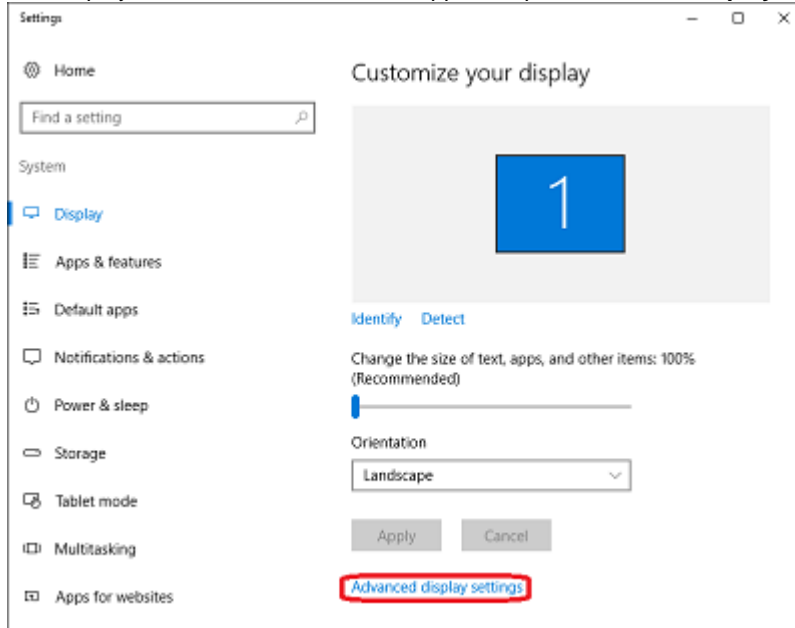 Settings
Home
Find a setting
System
Display
Apps & features
Default apps
Notifications & actions
Power & sleep
Storage
Tablet mode
Multitasking
Apps for websites
Customize your display
1
Identify Detect
Change the size of text, apps, and other items: 100%
(Recommended)
Orientation
Landscape
Apply Cancel
Advanced display settings